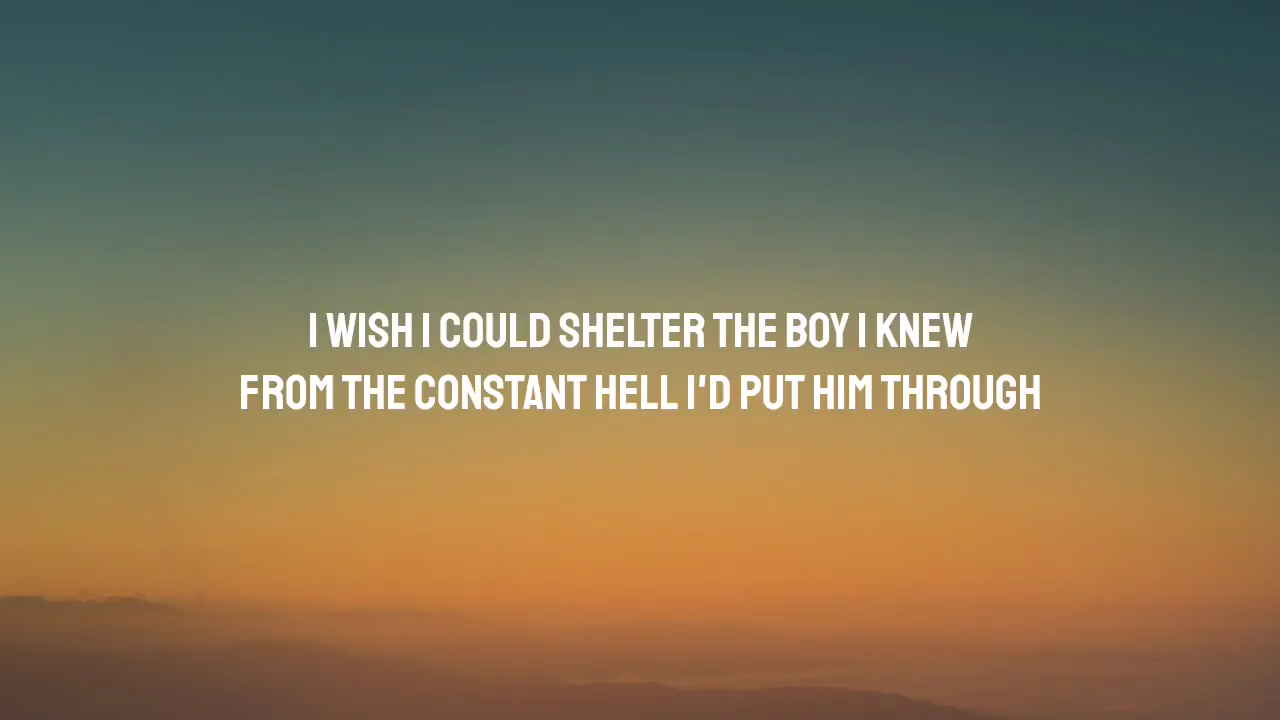 I WISH I COULD SHELTER THE BOY I KNEW
FROM THE CONSTANT HELL I'D PUT HIM THROUGH